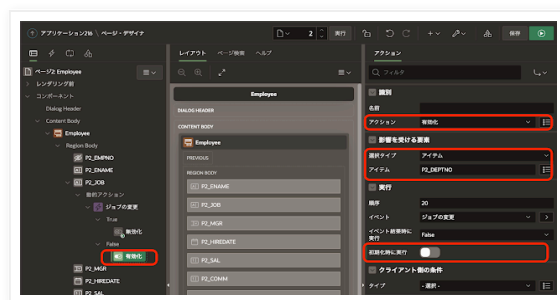 アプリケーション216 \ ページ・デザイナ
2
実行
保存
ページ2: Employee
レンダリング前
コンポーネント
Dialog Header
Content Body
Employee
Region Body
P2_EMPNO
P2_ENAME
P2_JOB
動的アクション
ジョブの変更
True
無効化
False
有効化
P2_MGR
P2_HIREDATE
P2_SAL
レイアウト
ページ検索
ヘルプ
Employee
DIALOG HEADER
CONTENT BODY
Employee
PREVIOUS
REGION BODY
P2_ENAME
P2_JOB
P2_MGR
P2_HIREDATE
P2_SAL
P2_COMM
アクション
フィルタ
識別
名前
アクション 有効化
影響を受ける要素
選択タイプ アイテム
アイテム P2_DEPTNO
実行
順序 20
イベント ジョブの変更
イベント結果時に
実行 False
初期化時に実行
クライアント側の条件
タイプ - 選択 -